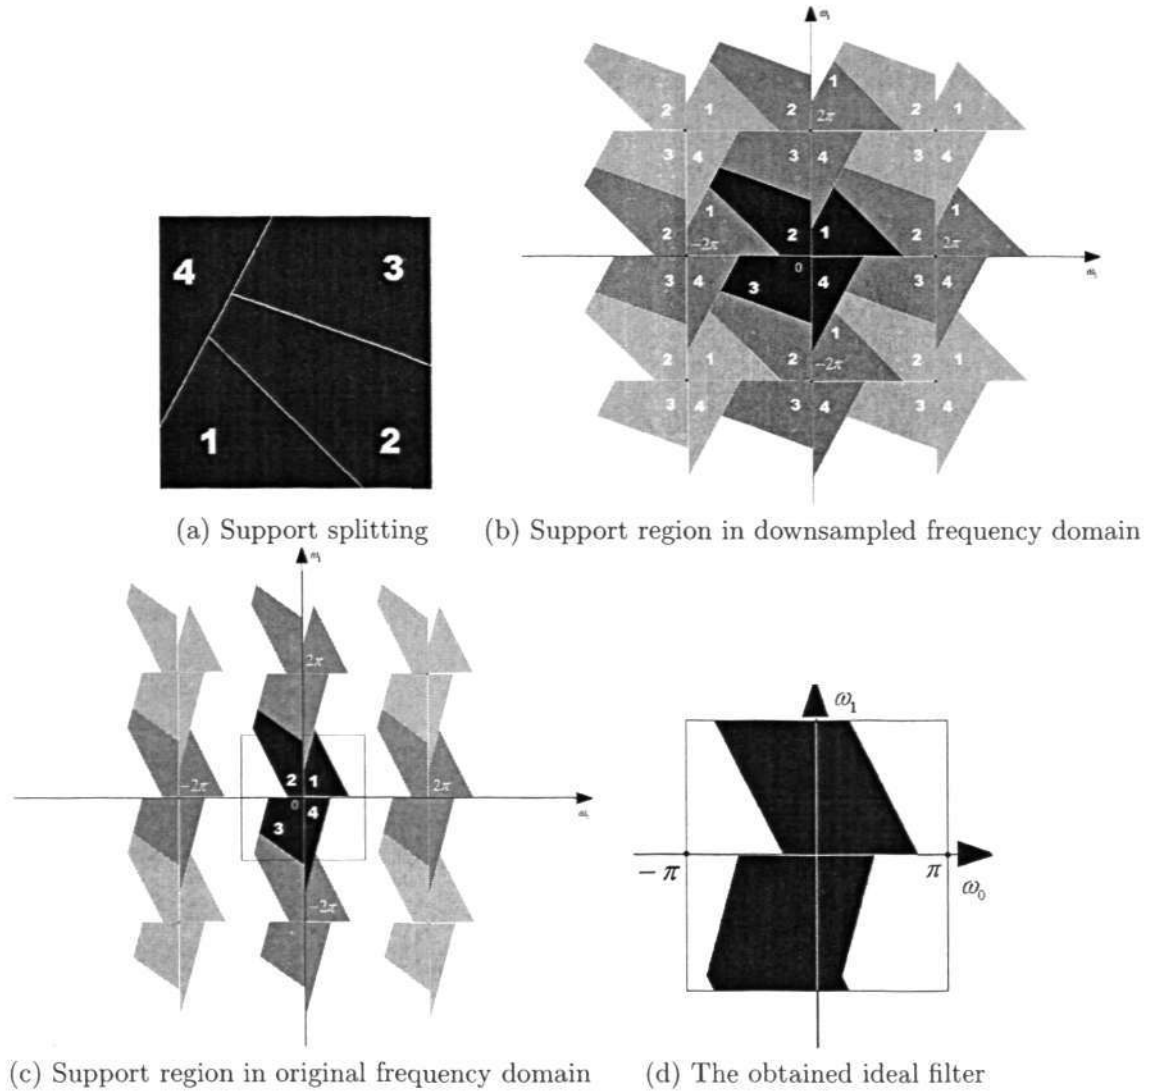 4
3
1
2
(a) Support splitting
ω₁
2 1 2 1 2 1
2π
3 4 3 4 3 4
2 1 2 1 2 1
-2π 0 2π
3 4 3 4 3 4
2 1 2 1 2 1
-2π
3 4 3 4 3 4
(b) Support region in downsampled frequency domain
2π
2 1
-2π 0 2π
3 4
-2π
(c) Support region in original frequency domain
ω₁
-π π
ω₀
(d) The obtained ideal filter